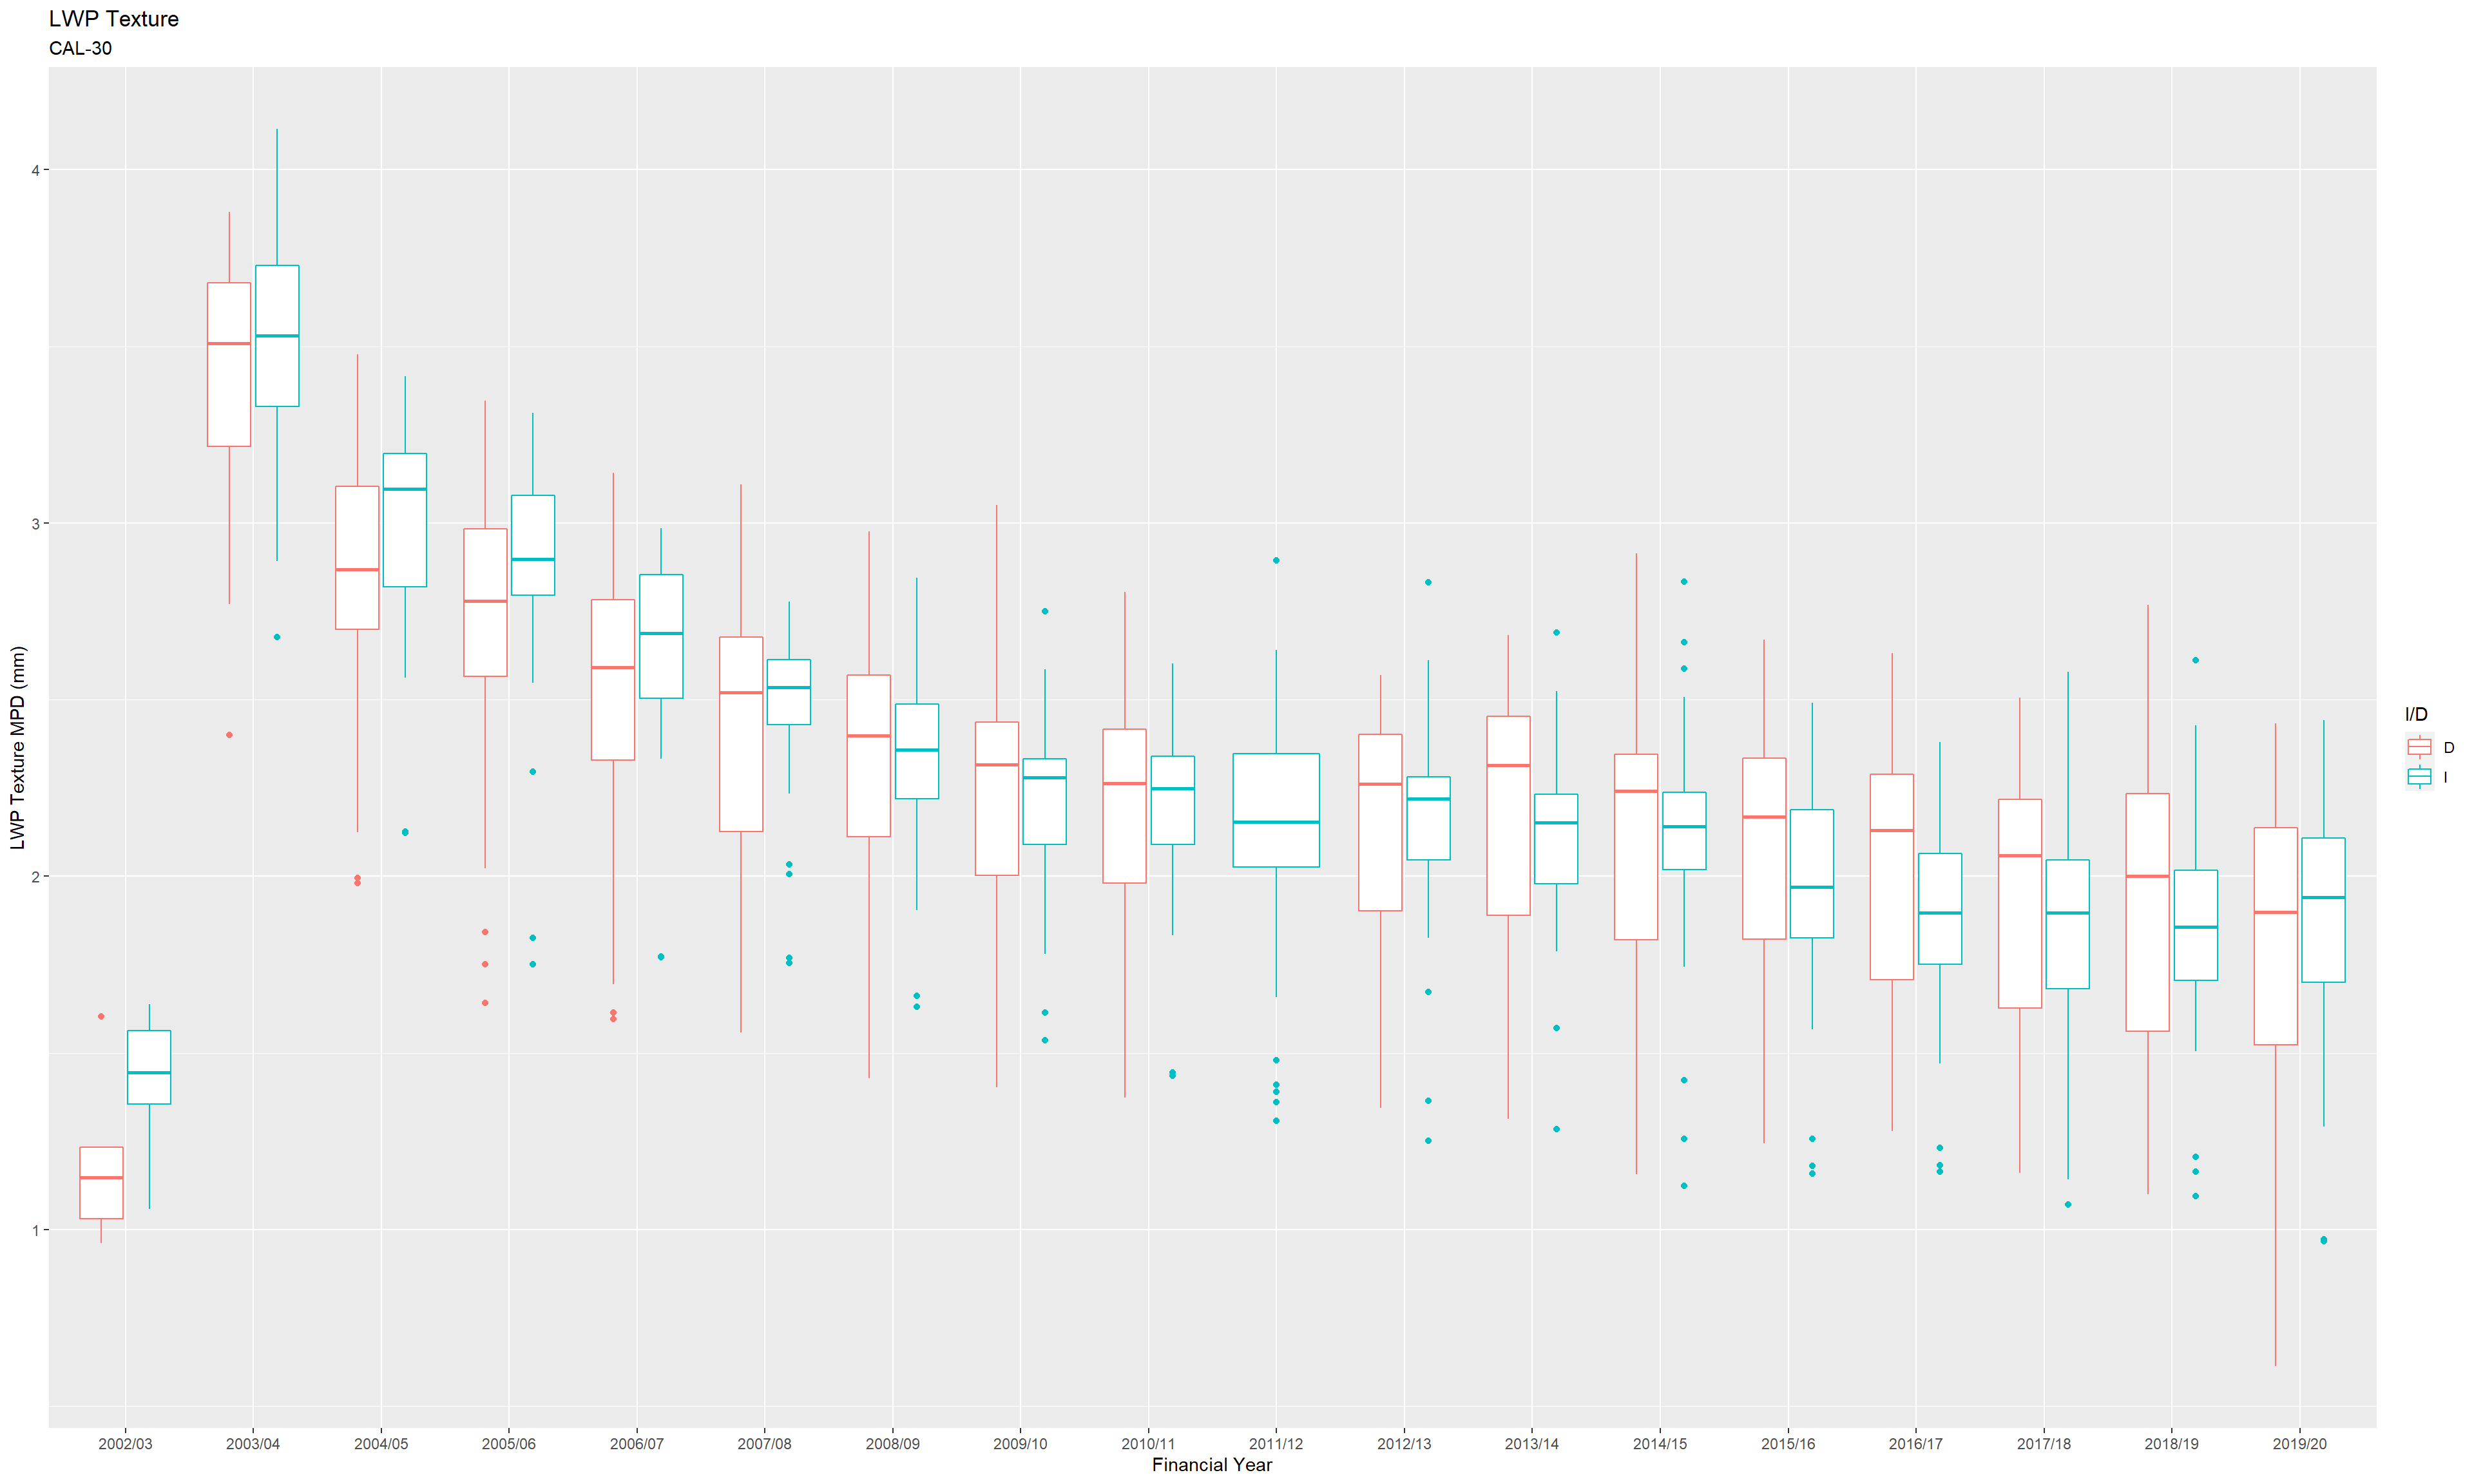 LWP Texture
CAL-30
LWP Texture MPD (mm)
4
3
2
1
2002/03 2003/04 2004/05 2005/06 2006/07 2007/08 2008/09 2009/10 2010/11 2011/12 2012/13 2013/14 2014/15 2015/16 2016/17 2017/18 2018/19 2019/20
Financial Year
I/D
D
I